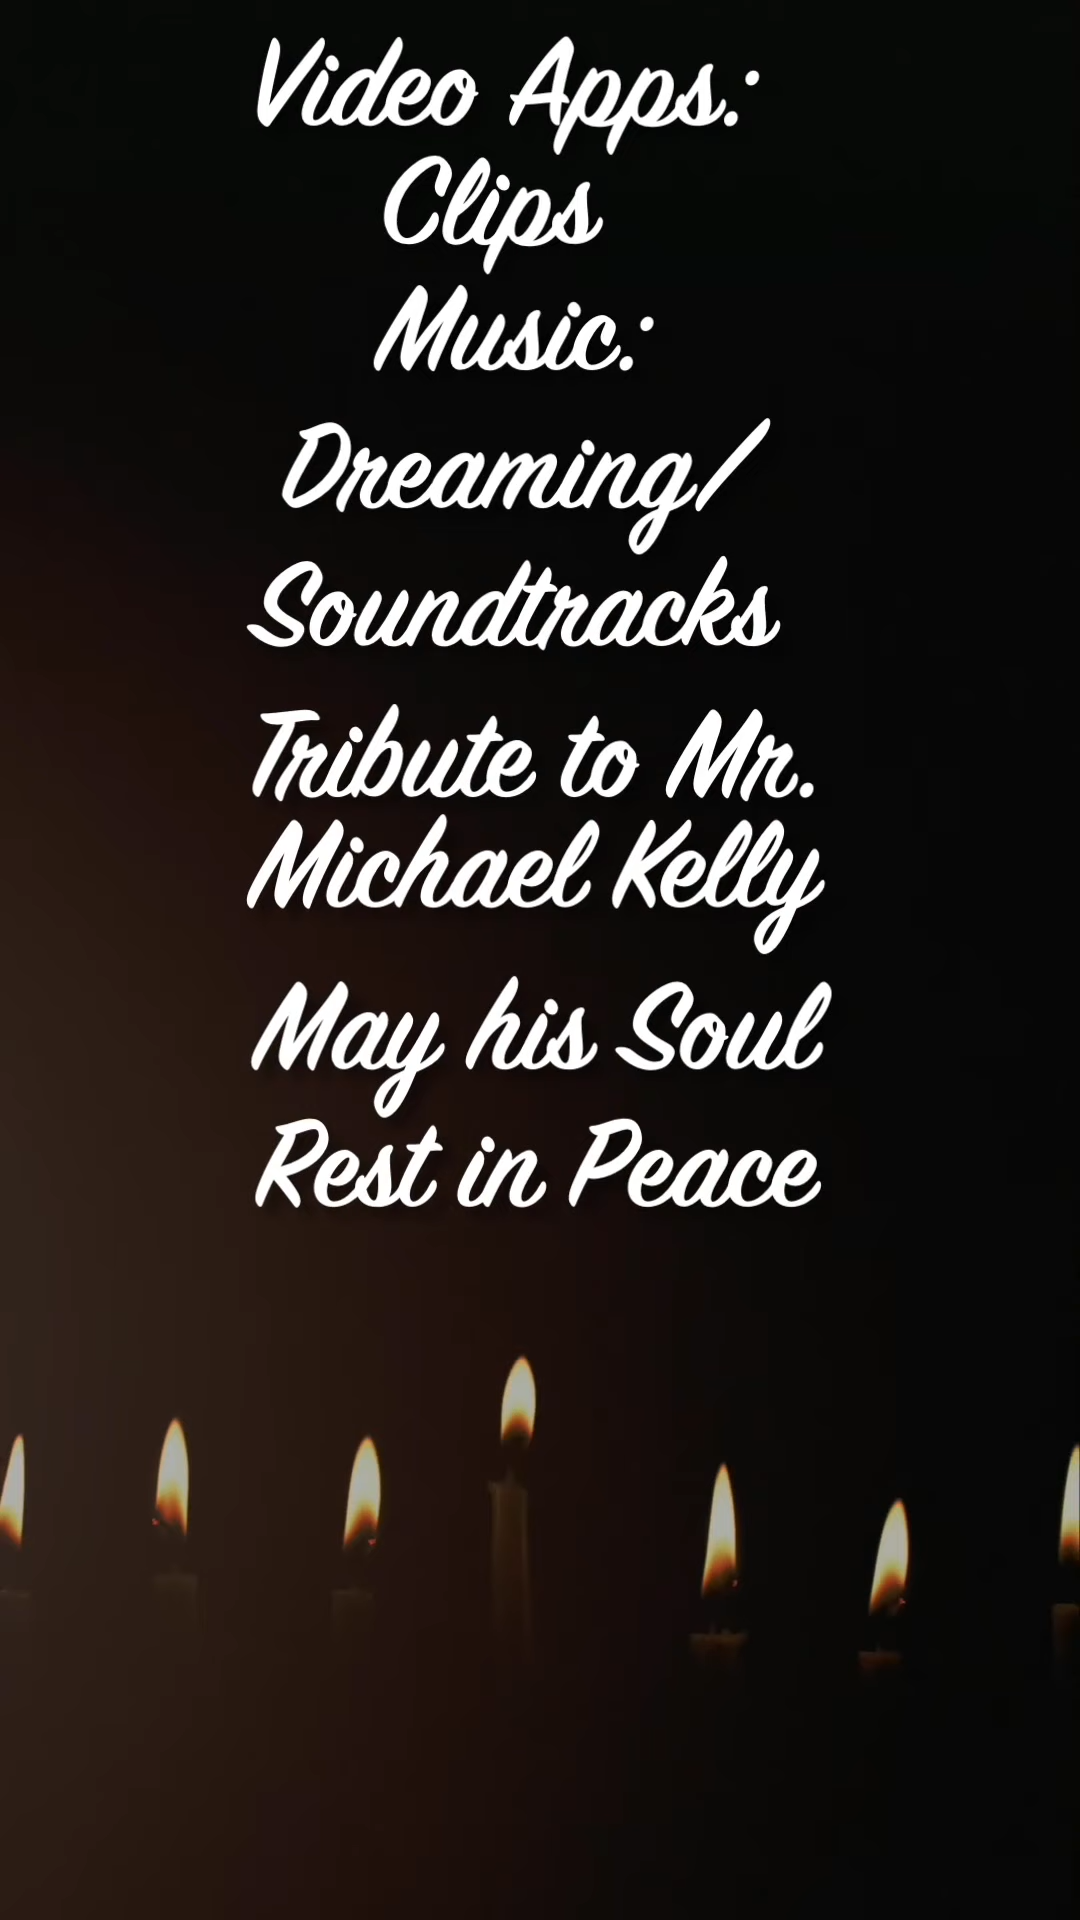 Video Apps:
Clips
Music:
Dreaming/
Soundtracks
Tribute to Mr.
Michael Kelly
May his Soul
Rest in Peace